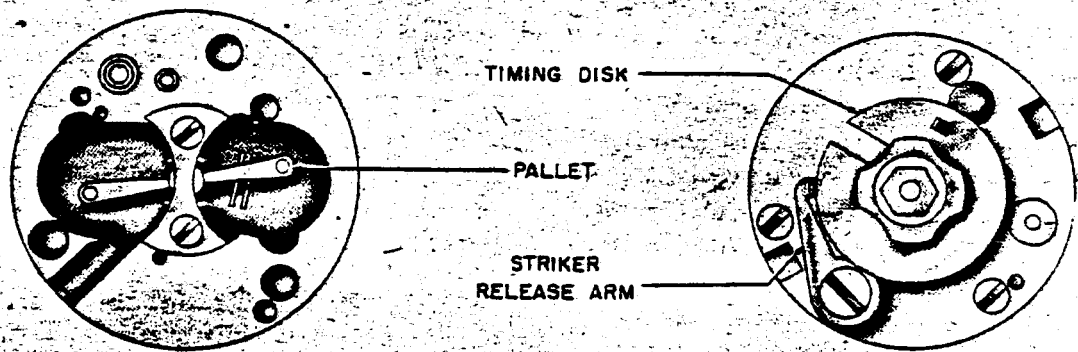 TIMING DISK
PALLET
STRIKER
RELEASE ARM